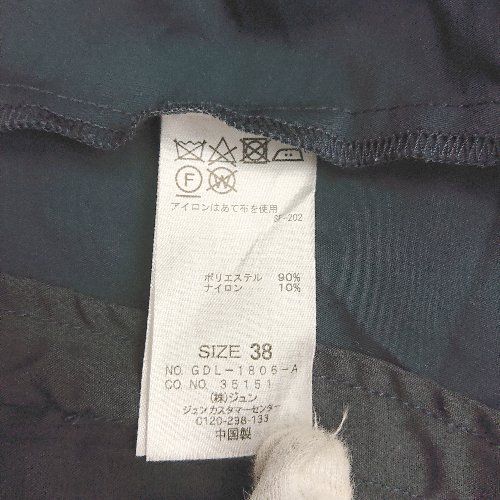 F W
アイロンはあて布を使用
SF-202
ポリエステル 90%
ナイロン 10%
SIZE 38
NO. GDL-1806-A
CO. NO. 35151
(株)ジュン
ジュンカスタマーセンター
0120-298-133
中国製